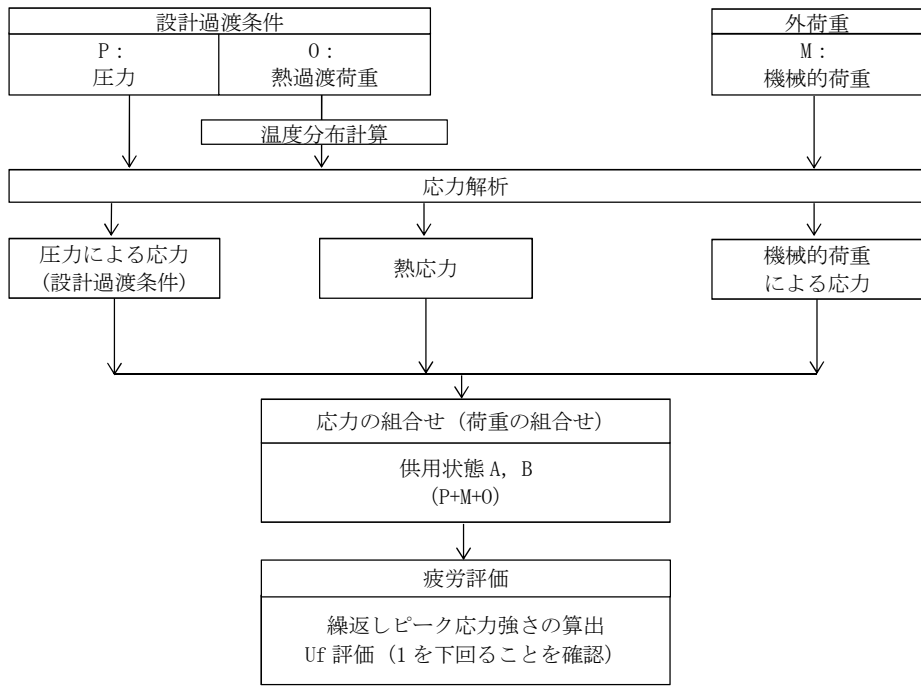 設計過渡条件
P：
圧力
O：
熱過渡荷重
外荷重
M：
機械的荷重
温度分布計算
応力解析
圧力による応力
(設計過渡条件)
熱応力
機械的荷重
による応力
応力の組合せ（荷重の組合せ）
供用状態 A, B
(P+M+O)
疲労評価
繰返しピーク応力強さの算出
Uf 評価（1 を下回ることを確認）